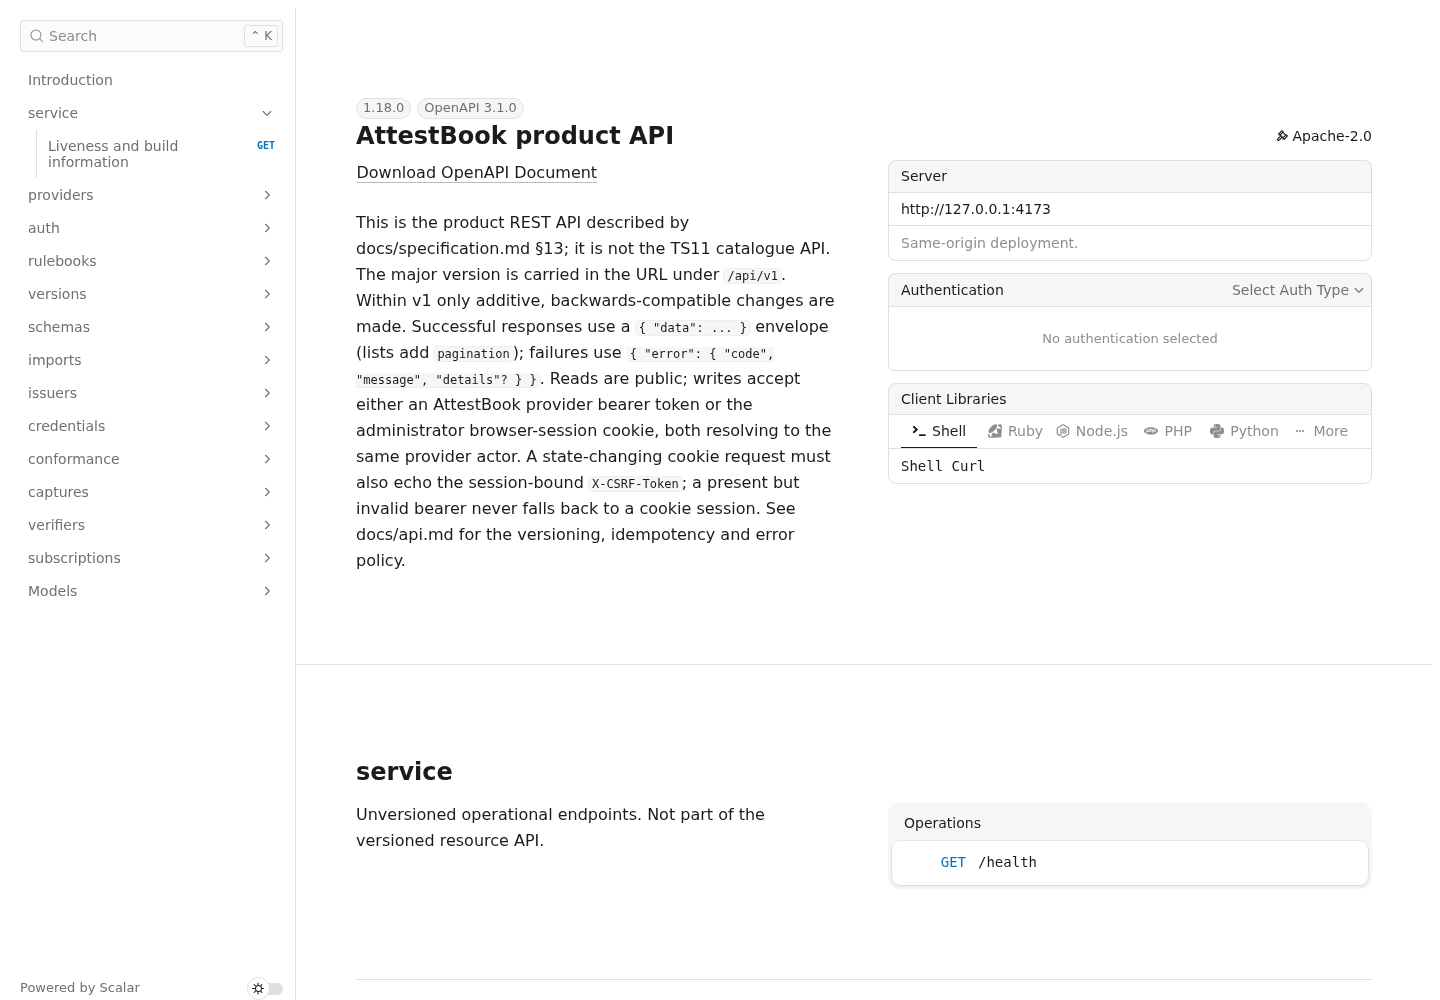 Search
⌃ K
Introduction
service
Liveness and build
information
GET
providers
auth
rulebooks
versions
schemas
imports
issuers
credentials
conformance
captures
verifiers
subscriptions
Models
Powered by Scalar
1.18.0
OpenAPI 3.1.0
AttestBook product API
Download OpenAPI Document
This is the product REST API described by
docs/specification.md §13; it is not the TS11 catalogue API.
The major version is carried in the URL under /api/v1.
Within v1 only additive, backwards-compatible changes are
made. Successful responses use a { "data": ... } envelope
(lists add pagination); failures use { "error": { "code",
"message", "details"? } }. Reads are public; writes accept
either an AttestBook provider bearer token or the
administrator browser-session cookie, both resolving to the
same provider actor. A state-changing cookie request must
also echo the session-bound X-CSRF-Token; a present but
invalid bearer never falls back to a cookie session. See
docs/api.md for the versioning, idempotency and error
policy.
Apache-2.0
Server
http://127.0.0.1:4173
Same-origin deployment.
Authentication
Select Auth Type
No authentication selected
Client Libraries
Shell
Ruby
Node.js
PHP
Python
More
Shell Curl
service
Unversioned operational endpoints. Not part of the
versioned resource API.
Operations
GET /health